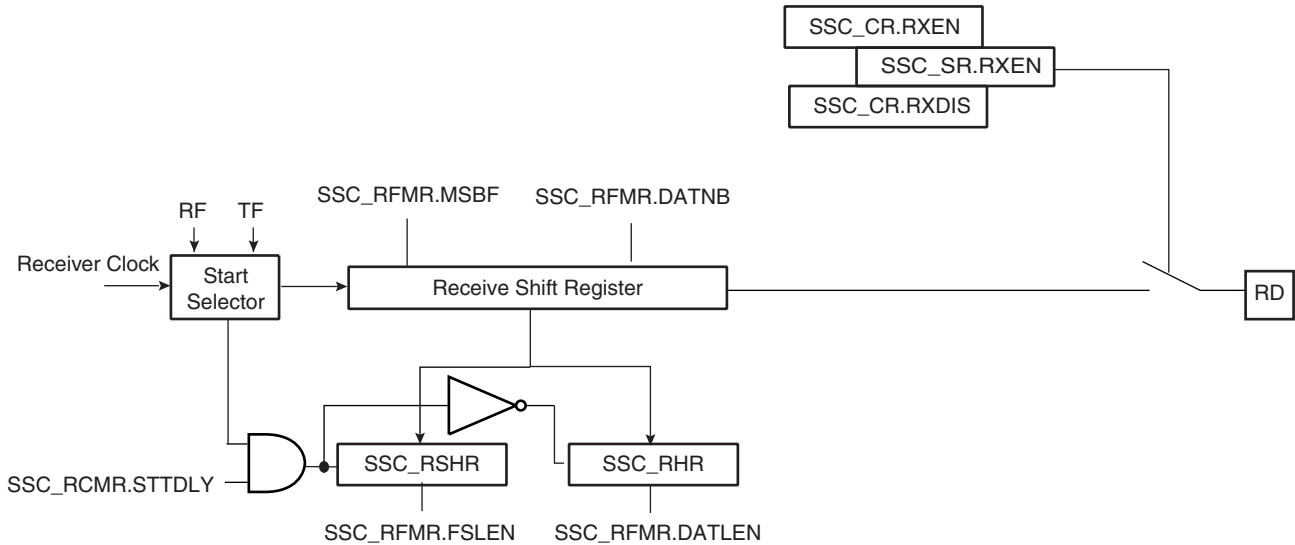 SSC_CR.RXEN
SSC_SR.RXEN
SSC_CR.RXDIS
SSC_RFMR.MSBF
SSC_RFMR.DATNB
RF
TF
Receiver Clock
Start
Selector
Receive Shift Register
RD
SSC_RSHR
SSC_RHR
SSC_RCMR.STTDLY
SSC_RFMR.FSLEN
SSC_RFMR.DATLEN